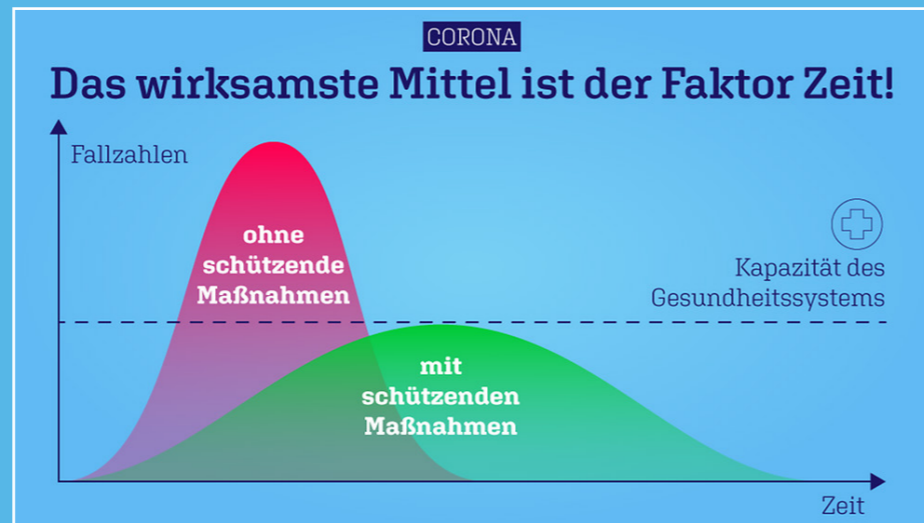 CORONA
Das wirksamste Mittel ist der Faktor Zeit!
Fallzahlen
ohne
schützende
Maßnahmen
Kapazität des
Gesundheitssystems
mit
schützenden
Maßnahmen
Zeit